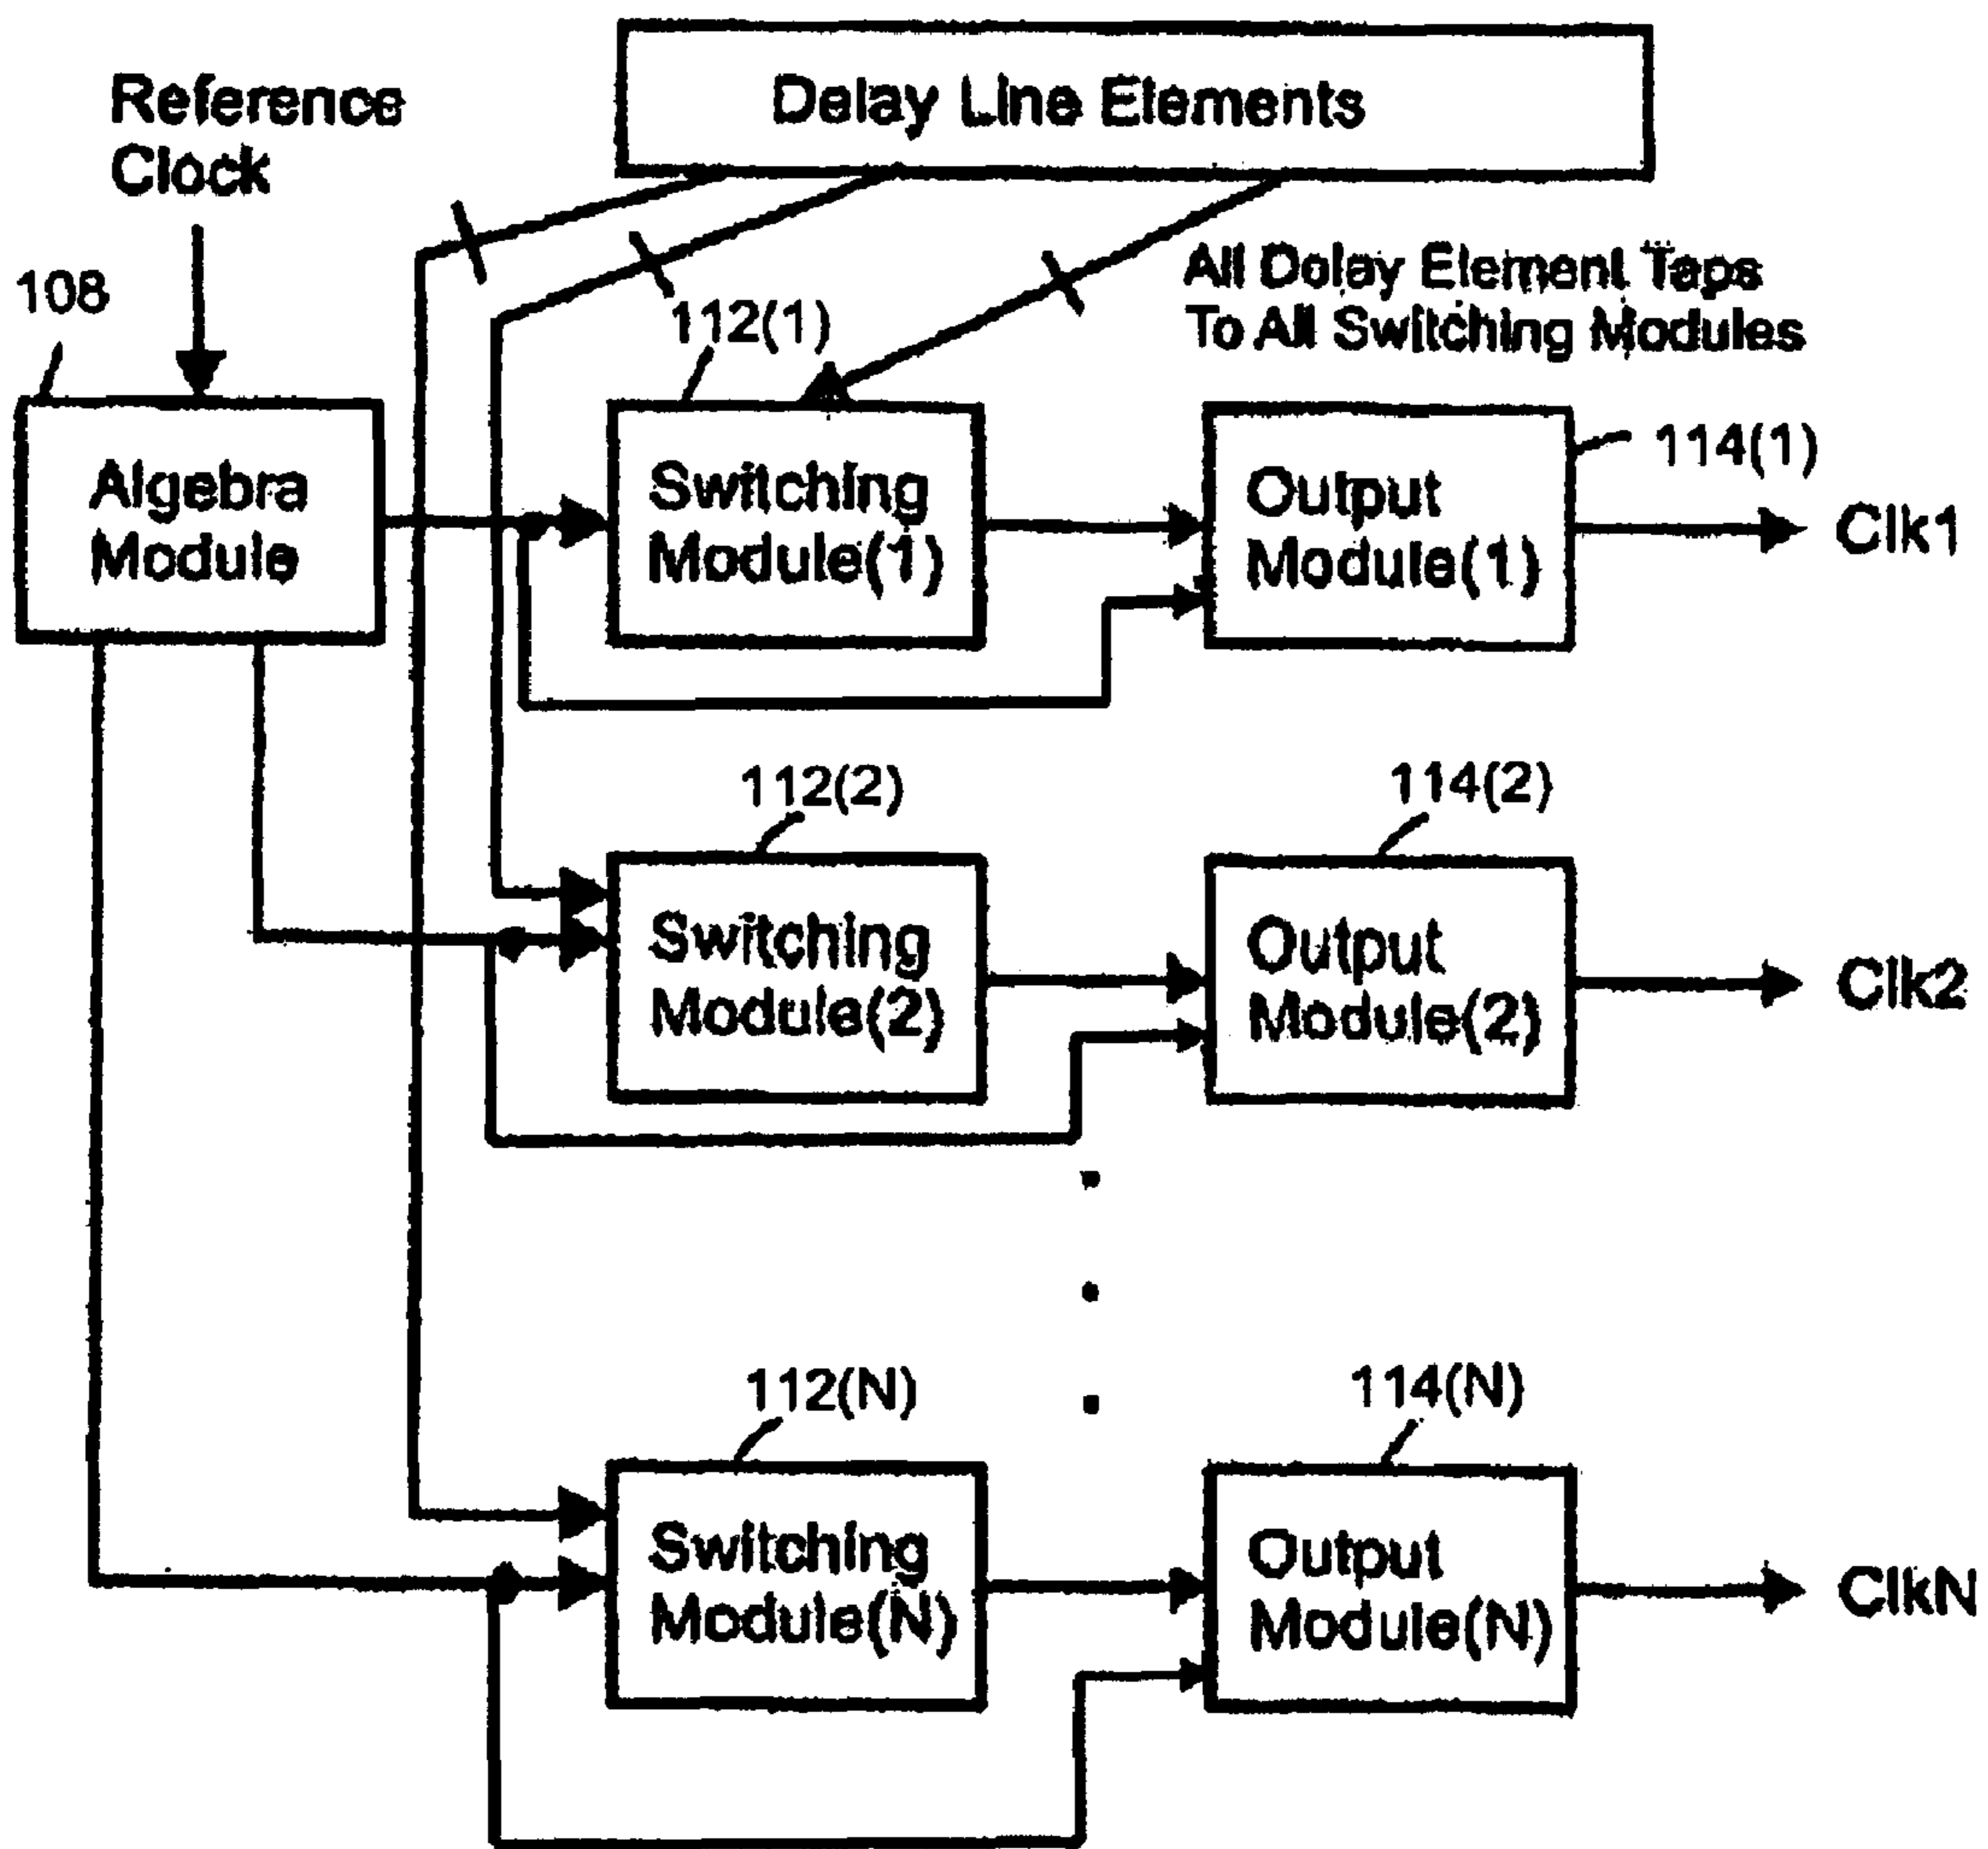 Delay Line Elements
Reference
Clock
All Delay Element Taps
To All Switching Modules
108
112(1)
114(1)
Algebra
Module
Switching
Module(1)
Output
Module(1)
Clk1
112(2)
114(2)
Switching
Module(2)
Output
Module(2)
Clk2
112(N)
114(N)
Switching
Module(N)
Output
Module(N)
ClkN